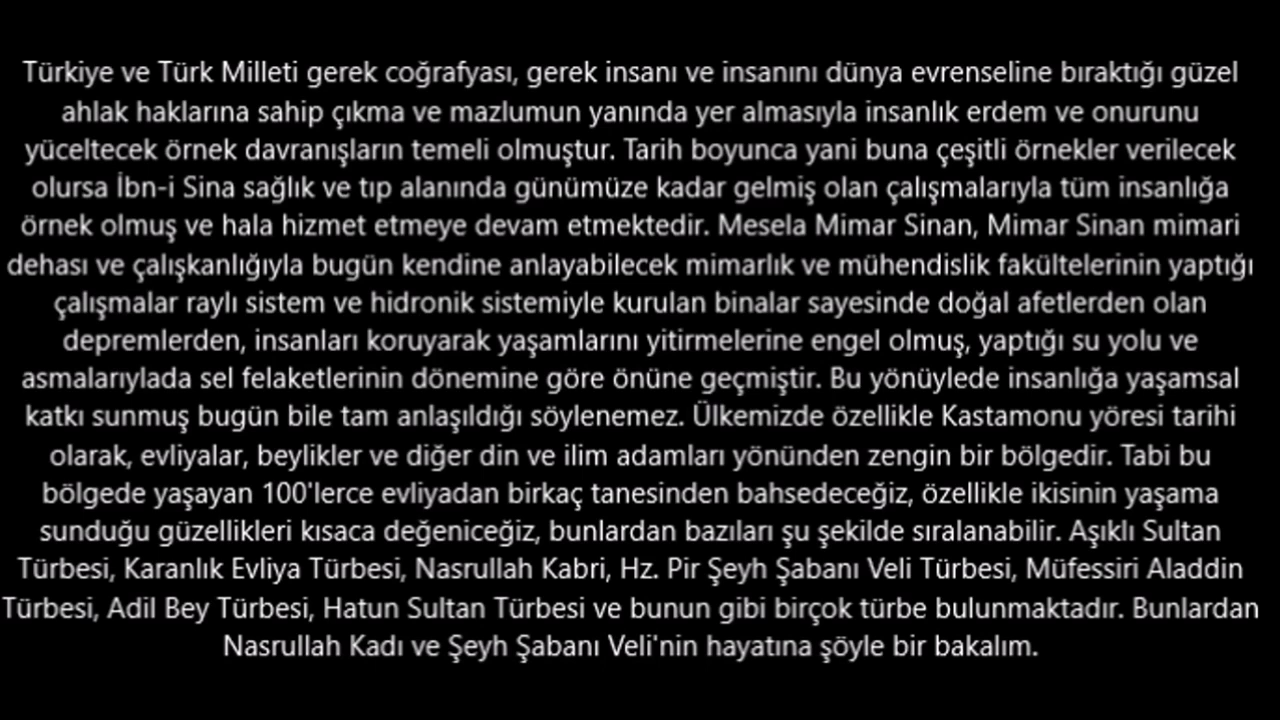 Türkiye ve Türk Milleti gerek coğrafyası, gerek insanı ve insanını dünya evrenseline bıraktığı güzel
ahlak haklarına sahip çıkma ve mazlumun yanında yer almasıyla insanlık erdem ve onurunu
yüceltecek örnek davranışların temeli olmuştur. Tarih boyunca yani buna çeşitli örnekler verilecek
olursa İbn-i Sina sağlık ve tıp alanında günümüze kadar gelmiş olan çalışmalarıyla tüm insanlığa
örnek olmuş ve hala hizmet etmeye devam etmektedir. Mesela Mimar Sinan, Mimar Sinan mimari
dehası ve çalışkanlığıyla bugün kendine anlayabilecek mimarlık ve mühendislik fakültelerinin yaptığı
çalışmalar raylı sistem ve hidronik sistemiyle kurulan binalar sayesinde doğal afetlerden olan
depremlerden, insanları koruyarak yaşamlarını yitirmelerine engel olmuş, yaptığı su yolu ve
asmalarıylada sel felaketlerinin dönemine göre önüne geçmiştir. Bu yönüylede insanlığa yaşamsal
katkı sunmuş bugün bile tam anlaşıldığı söylenemez. Ülkemizde özellikle Kastamonu yöresi tarihi
olarak, evliyalar, beylikler ve diğer din ve ilim adamları yönünden zengin bir bölgedir. Tabi bu
bölgede yaşayan 100'lerce evliyadan birkaç tanesinden bahsedeceğiz, özellikle ikisinin yaşama
sunduğu güzellikleri kısaca değeniceğiz, bunlardan bazıları şu şekilde sıralanabilir. Aşıklı Sultan
Türbesi, Karanlık Evliya Türbesi, Nasrullah Kabri, Hz. Pir Şeyh Şabanı Veli Türbesi, Müfessiri Aladdin
Türbesi, Adil Bey Türbesi, Hatun Sultan Türbesi ve bunun gibi birçok türbe bulunmaktadır. Bunlardan
Nasrullah Kadı ve Şeyh Şabanı Veli'nin hayatına şöyle bir bakalım.